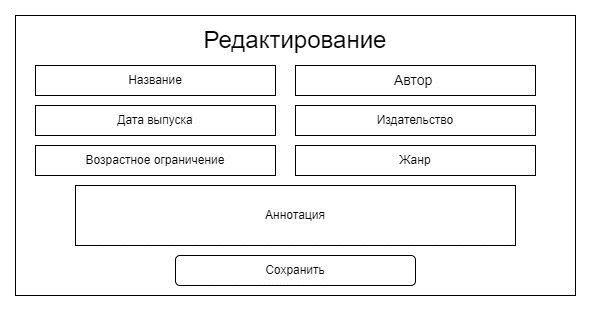 Редактирование
Название
Автор
Дата выпуска
Издательство
Возрастное ограничение
Жанр
Аннотация
Сохранить